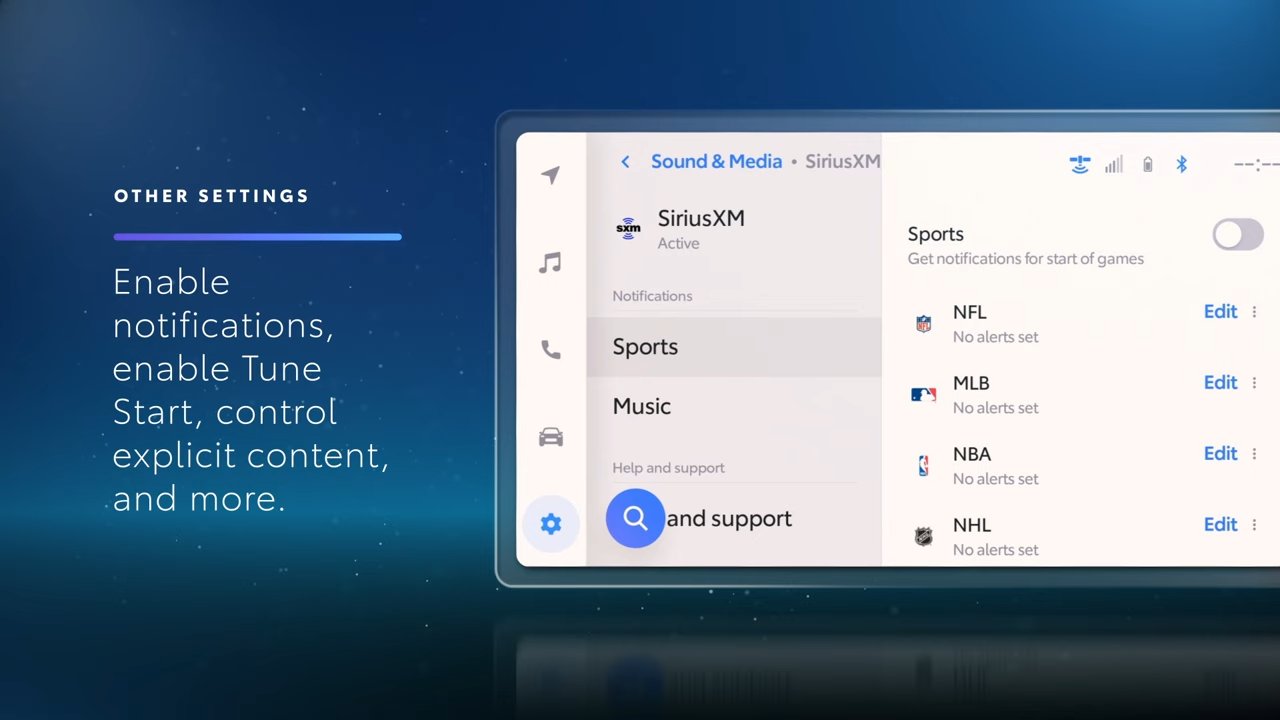 OTHER SETTINGS
Enable
notifications,
enable Tune
Start, control
explicit content,
and more.
Sound & Media • SiriusXM
sxm
SiriusXM
Active
Notifications
Sports
Music
Help and support
and support
--:--
Sports
Get notifications for start of games
NFL
Edit
No alerts set
MLB
Edit
No alerts set
NBA
Edit
No alerts set
NHL
Edit
No alerts set